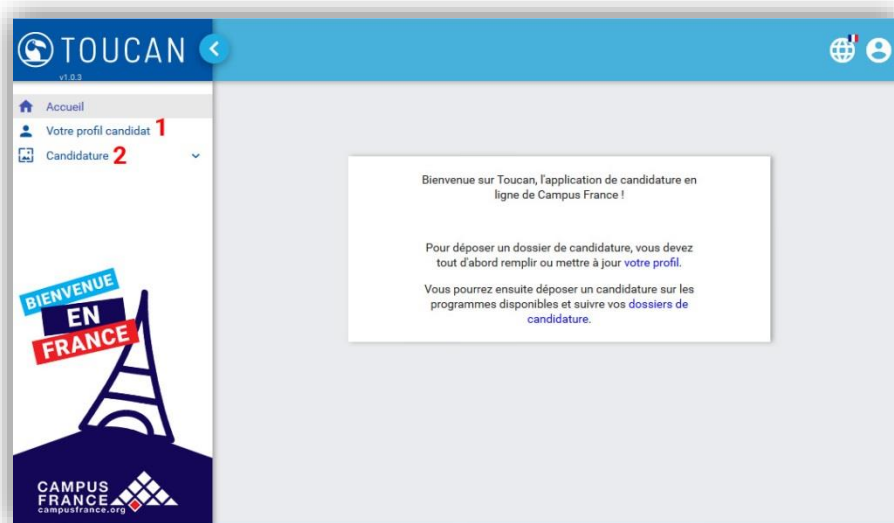 TOUCAN
v1.0.3
Accueil
Votre profil candidat 1
Candidature 2
Bienvenue sur Toucan, l'application de candidature en
ligne de Campus France !
Pour déposer un dossier de candidature, vous devez
tout d'abord remplir ou mettre à jour votre profil.
Vous pourrez ensuite déposer un candidature sur les
programmes disponibles et suivre vos dossiers de
candidature.
BIENVENUE
EN
FRANCE
CAMPUS
FRANCE
campusfrance.org